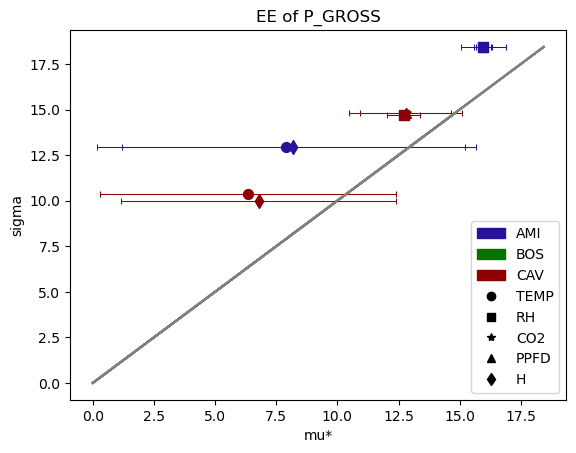 EE of P_GROSS
17.5
15.0
12.5
10.0
7.5
5.0
2.5
0.0
sigma
AMI
BOS
CAV
TEMP
RH
CO2
PPFD
H
0.0 2.5 5.0 7.5 10.0 12.5 15.0 17.5
mu*